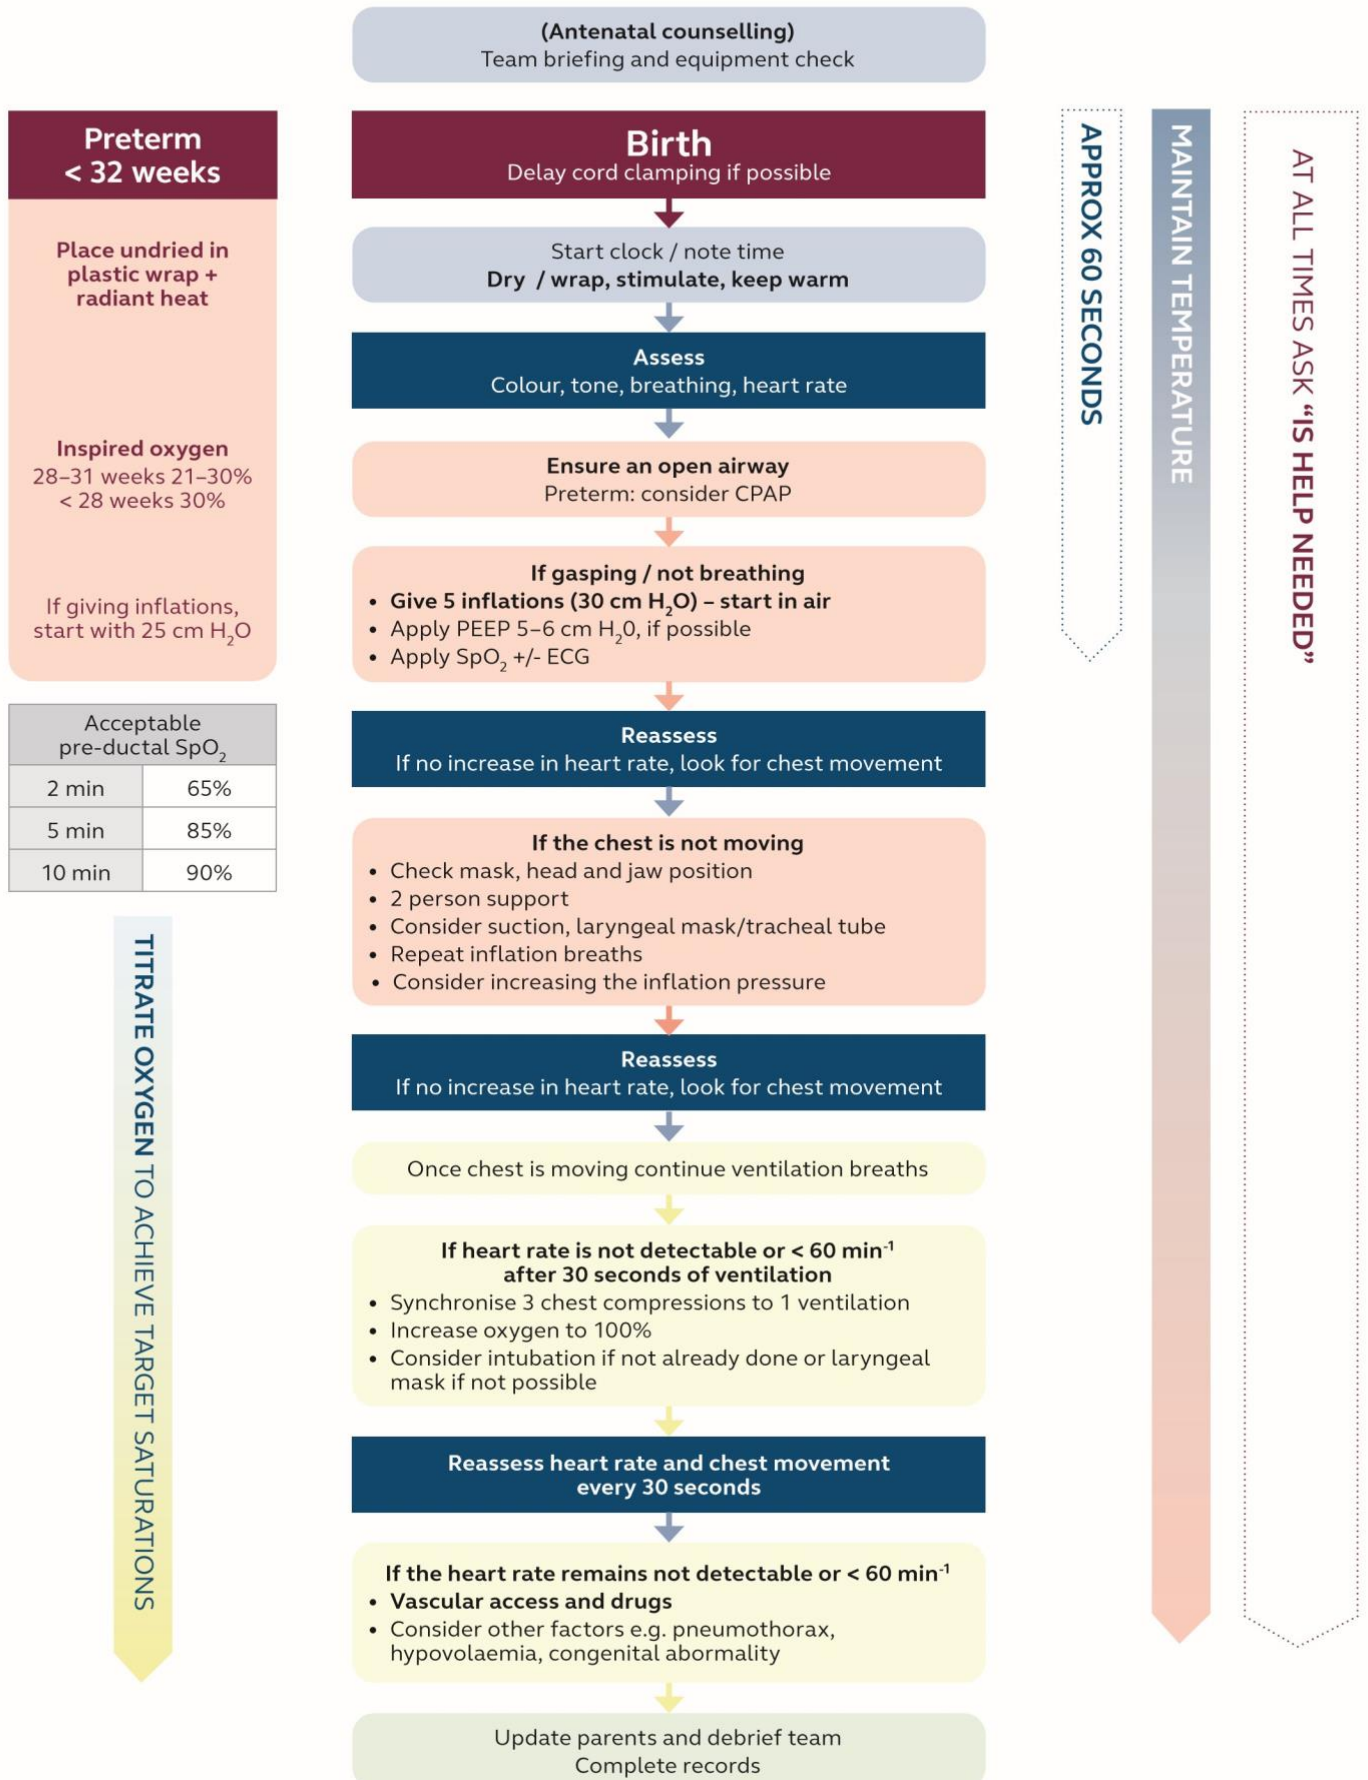 (Antenatal counselling)
Team briefing and equipment check
Preterm
< 32 weeks
Place undried in
plastic wrap +
radiant heat
Inspired oxygen
28–31 weeks 21–30%
< 28 weeks 30%
If giving inflations,
start with 25 cm H₂O
Acceptable
pre-ductal SpO₂
2 min 65%
5 min 85%
10 min 90%
TITRATE OXYGEN TO ACHIEVE TARGET SATURATIONS
Birth
Delay cord clamping if possible
Start clock / note time
Dry / wrap, stimulate, keep warm
Assess
Colour, tone, breathing, heart rate
Ensure an open airway
Preterm: consider CPAP
If gasping / not breathing
• Give 5 inflations (30 cm H₂O) – start in air
• Apply PEEP 5–6 cm H₂0, if possible
• Apply SpO₂ +/- ECG
Reassess
If no increase in heart rate, look for chest movement
If the chest is not moving
• Check mask, head and jaw position
• 2 person support
• Consider suction, laryngeal mask/tracheal tube
• Repeat inflation breaths
• Consider increasing the inflation pressure
Reassess
If no increase in heart rate, look for chest movement
Once chest is moving continue ventilation breaths
If heart rate is not detectable or < 60 min⁻¹
after 30 seconds of ventilation
• Synchronise 3 chest compressions to 1 ventilation
• Increase oxygen to 100%
• Consider intubation if not already done or laryngeal
mask if not possible
Reassess heart rate and chest movement
every 30 seconds
If the heart rate remains not detectable or < 60 min⁻¹
• Vascular access and drugs
• Consider other factors e.g. pneumothorax,
hypovolaemia, congenital abormality
Update parents and debrief team
Complete records
APPROX 60 SECONDS
MAINTAIN TEMPERATURE
AT ALL TIMES ASK “IS HELP NEEDED”